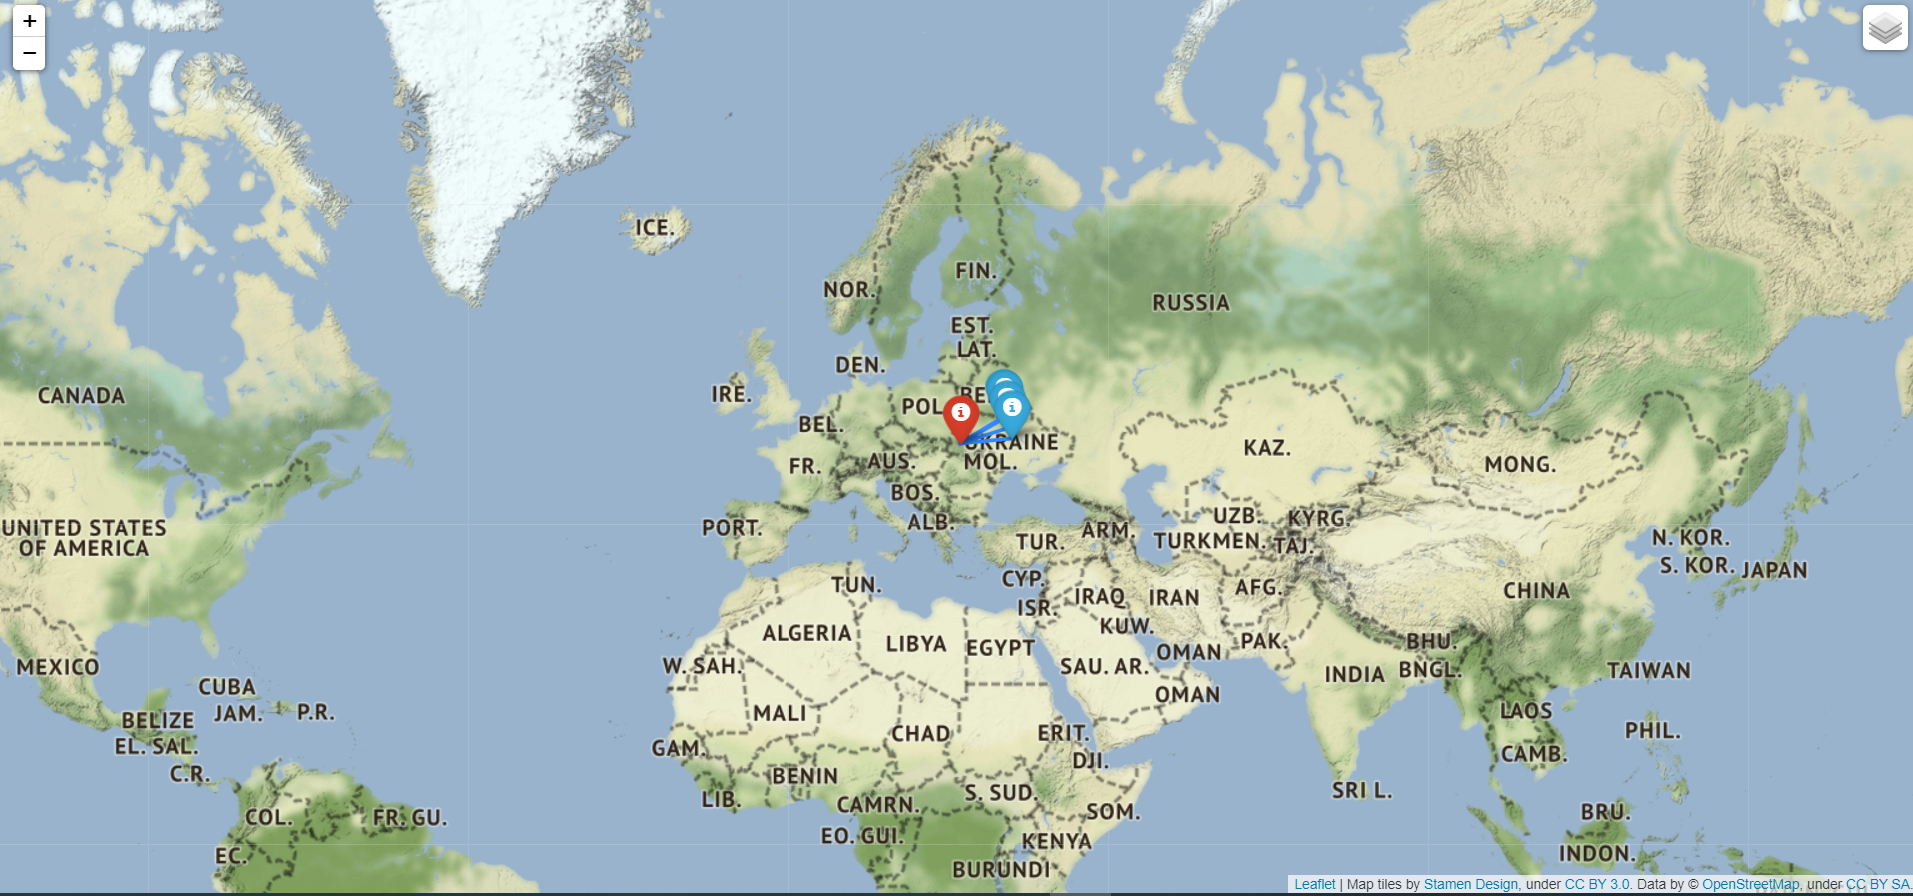 +
−
ICE.
FIN.
NOR.
RUSSIA
EST.
LAT.
DEN.
IRE.
CANADA
POL
BEL.
UKRAINE
KAZ.
FR.
AUS.
MOL.
MONG.
BOS.
PORT.
ALB.
UZB.
KYRG.
UNITED STATES
OF AMERICA
TUR.
ARM.
TURKMEN.
TAJ.
N. KOR.
S. KOR.
JAPAN
TUN.
CYP.
ISR.
IRAQ
IRAN
AFG.
CHINA
ALGERIA
LIBYA
EGYPT
KUW.
OMAN
PAK.
BHU.
MEXICO
W. SAH.
SAU. AR.
INDIA
BNGL.
TAIWAN
CUBA
JAM.
P.R.
OMAN
BELIZE
MALI
LAOS
EL. SAL.
GAM.
CHAD
ERIT.
DJI.
PHIL.
CAMB.
C.R.
BENIN
LIB.
CAMRN.
S. SUD.
SOM.
SRI L.
COL.
FR. GU.
EQ. GUI.
KENYA
BRU.
INDON.
EC.
BURUNDI
Leaflet | Map tiles by Stamen Design, under CC BY 3.0. Data by © OpenStreetMap, under CC BY SA